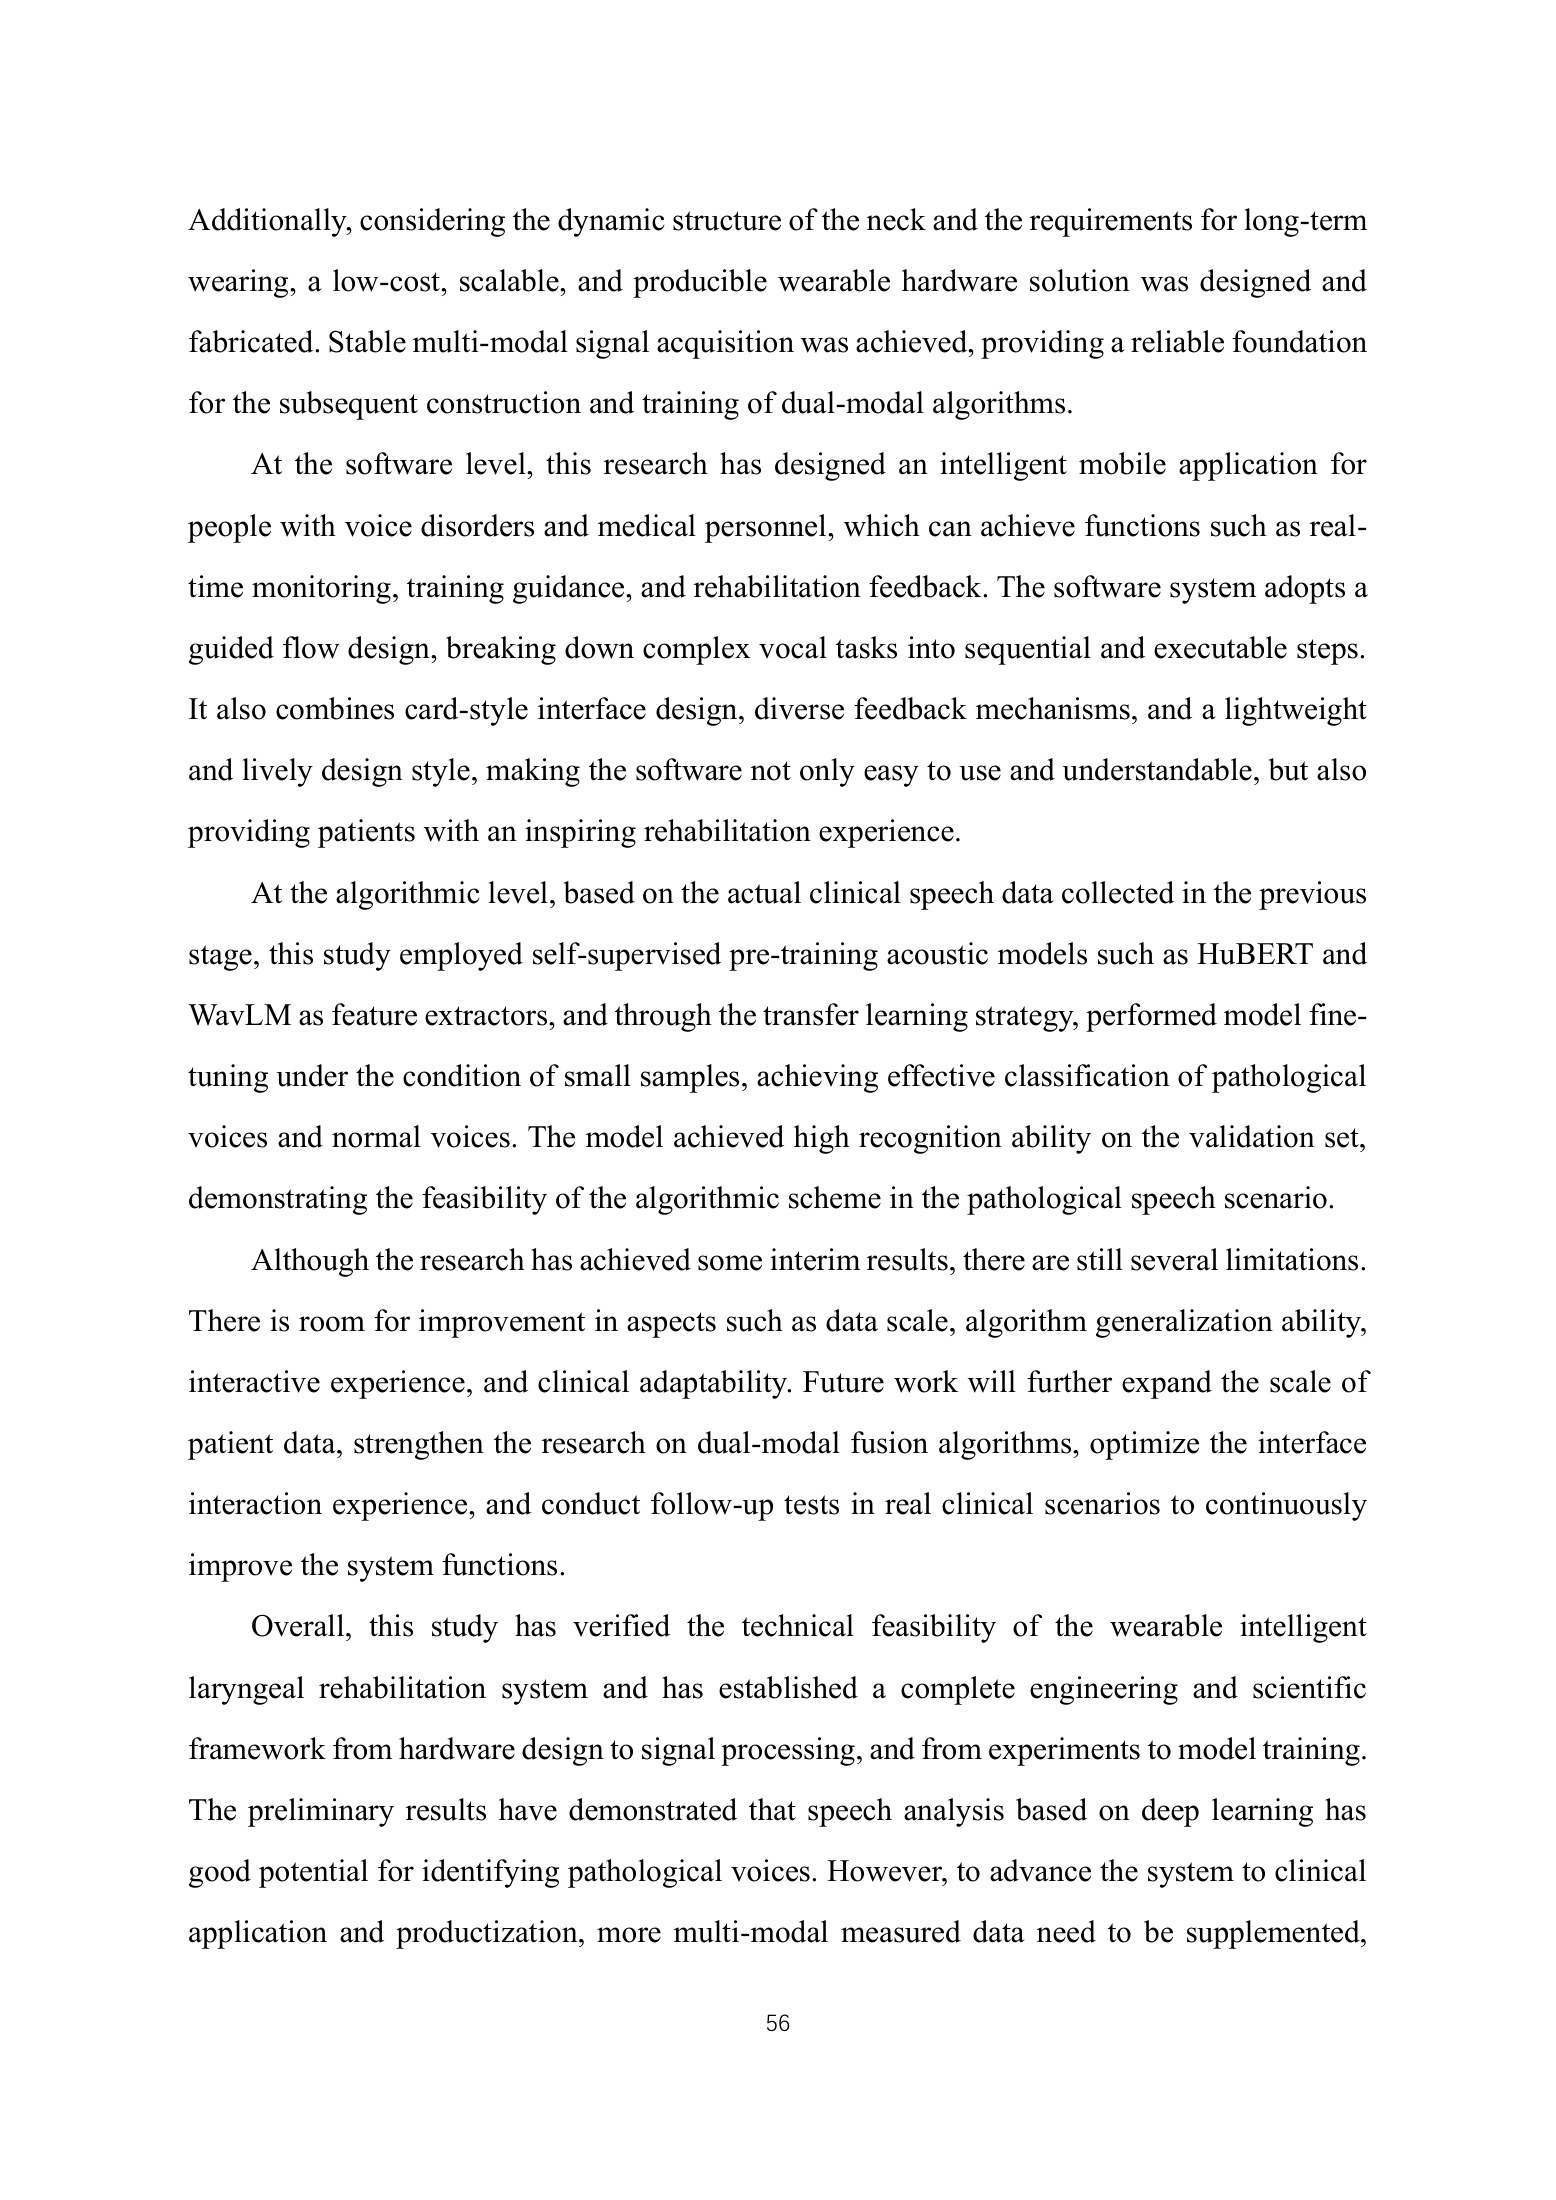 Additionally, considering the dynamic structure of the neck and the requirements for long-term
wearing, a low-cost, scalable, and producible wearable hardware solution was designed and
fabricated. Stable multi-modal signal acquisition was achieved, providing a reliable foundation
for the subsequent construction and training of dual-modal algorithms.
At the software level, this research has designed an intelligent mobile application for
people with voice disorders and medical personnel, which can achieve functions such as real-
time monitoring, training guidance, and rehabilitation feedback. The software system adopts a
guided flow design, breaking down complex vocal tasks into sequential and executable steps.
It also combines card-style interface design, diverse feedback mechanisms, and a lightweight
and lively design style, making the software not only easy to use and understandable, but also
providing patients with an inspiring rehabilitation experience.
At the algorithmic level, based on the actual clinical speech data collected in the previous
stage, this study employed self-supervised pre-training acoustic models such as HuBERT and
WavLM as feature extractors, and through the transfer learning strategy, performed model fine-
tuning under the condition of small samples, achieving effective classification of pathological
voices and normal voices. The model achieved high recognition ability on the validation set,
demonstrating the feasibility of the algorithmic scheme in the pathological speech scenario.
Although the research has achieved some interim results, there are still several limitations.
There is room for improvement in aspects such as data scale, algorithm generalization ability,
interactive experience, and clinical adaptability. Future work will further expand the scale of
patient data, strengthen the research on dual-modal fusion algorithms, optimize the interface
interaction experience, and conduct follow-up tests in real clinical scenarios to continuously
improve the system functions.
Overall, this study has verified the technical feasibility of the wearable intelligent
laryngeal rehabilitation system and has established a complete engineering and scientific
framework from hardware design to signal processing, and from experiments to model training.
The preliminary results have demonstrated that speech analysis based on deep learning has
good potential for identifying pathological voices. However, to advance the system to clinical
application and productization, more multi-modal measured data need to be supplemented,
56